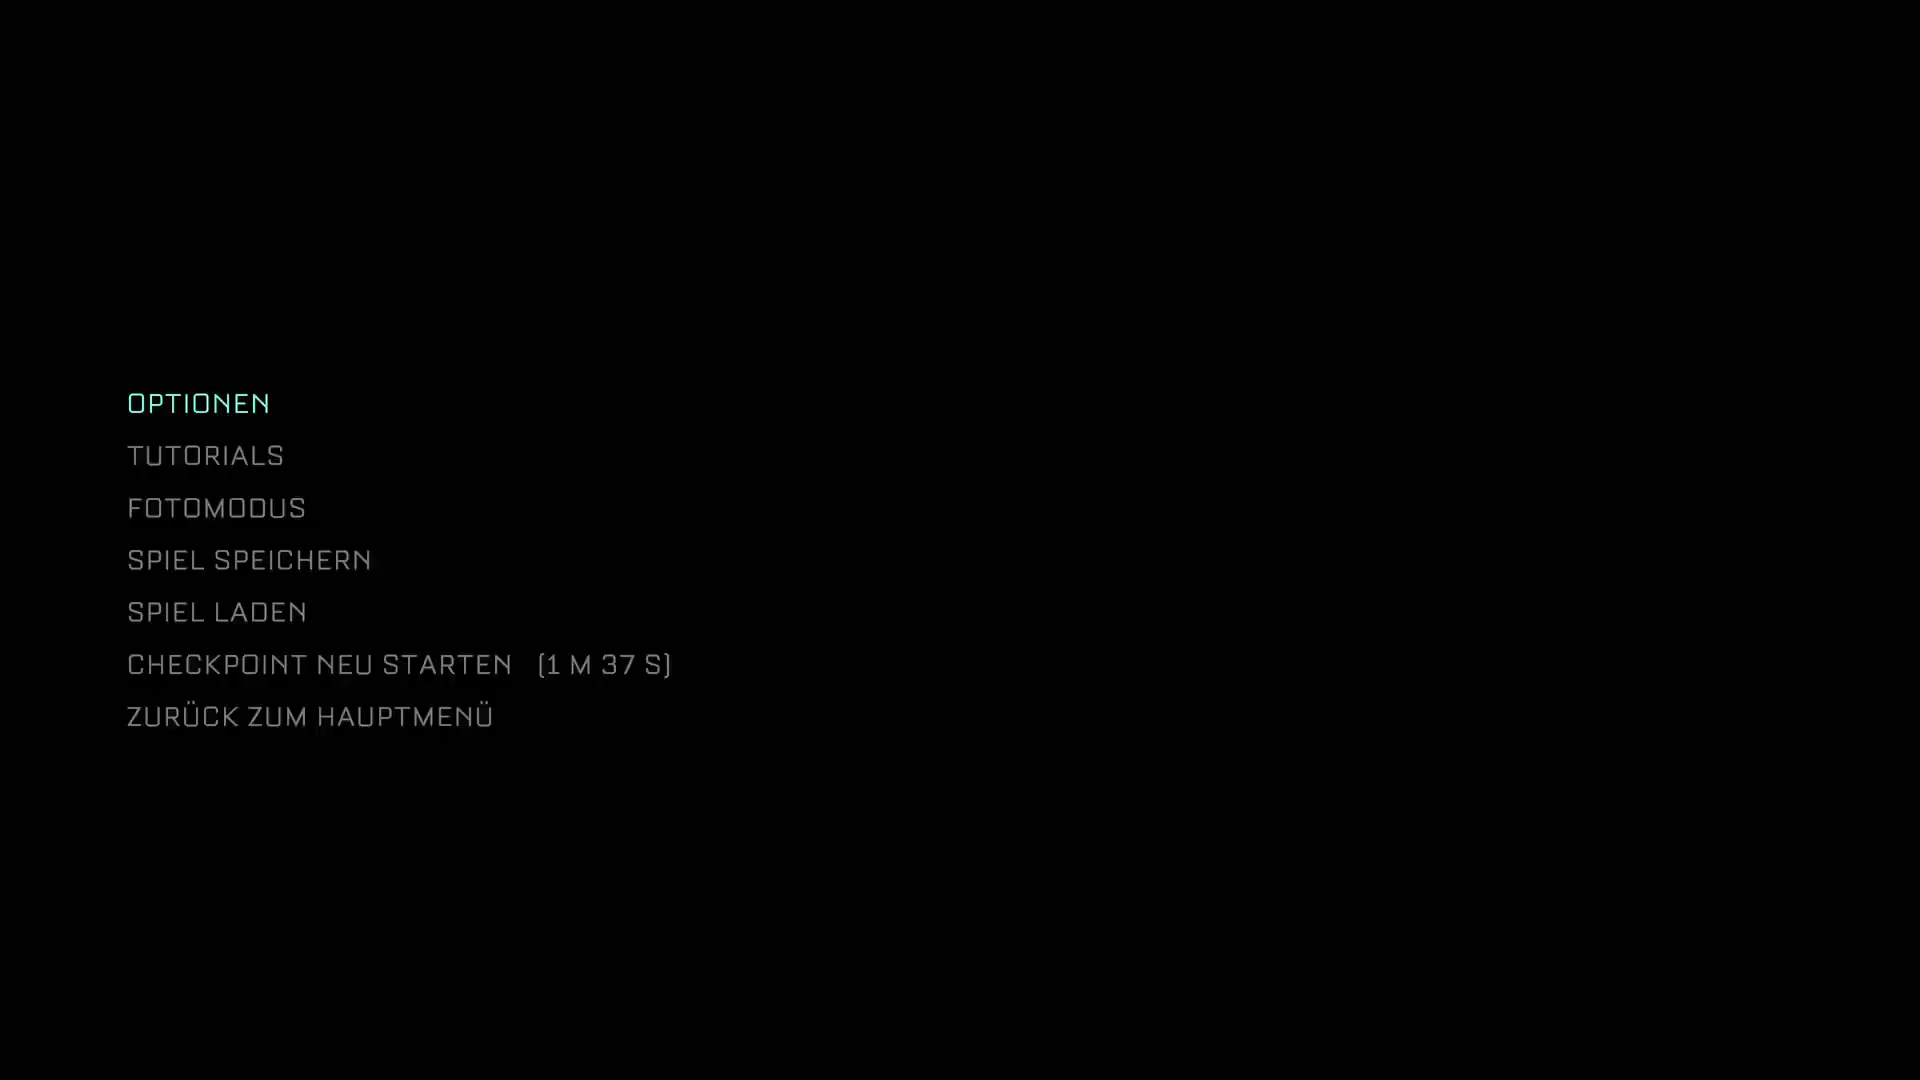 OPTIONEN
TUTORIALS
FOTOMODUS
SPIEL SPEICHERN
SPIEL LADEN
CHECKPOINT NEU STARTEN (1 M 37 S)
ZURÜCK ZUM HAUPTMENÜ